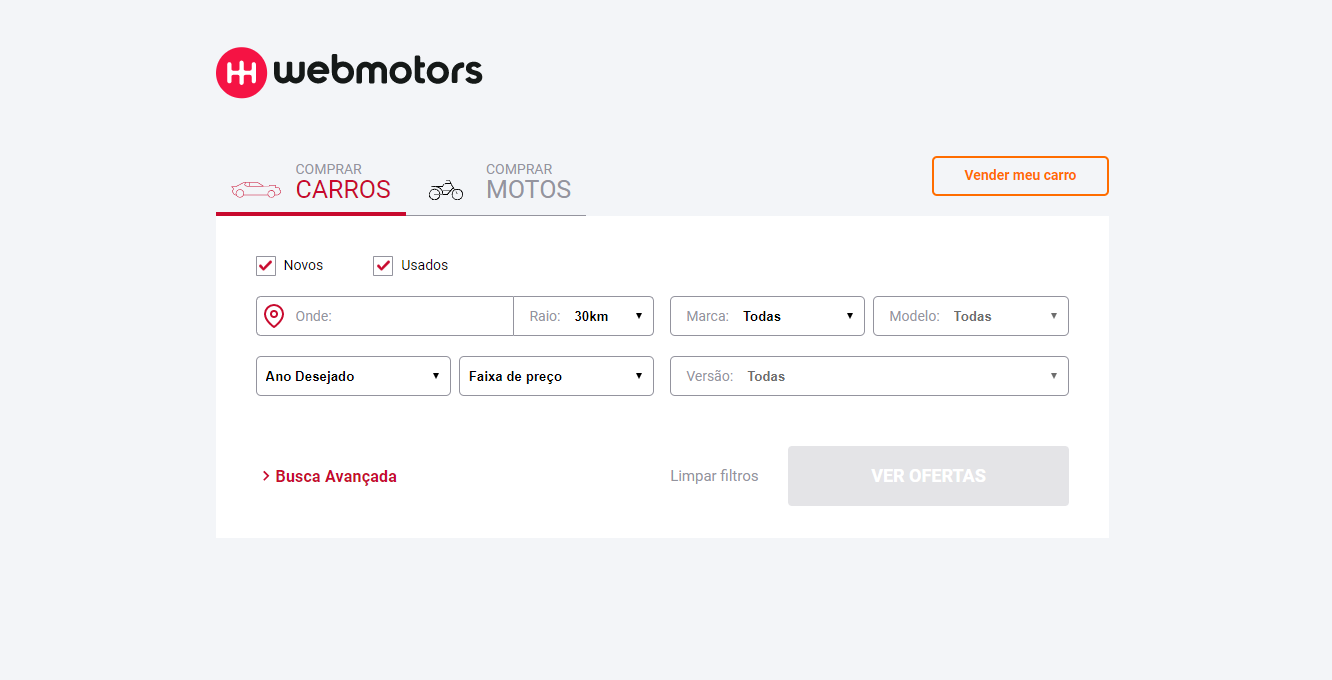 webmotors
COMPRAR
CARROS
COMPRAR
MOTOS
Vender meu carro
Novos
Usados
Onde:
Raio: 30km
Marca: Todas
Modelo: Todas
Ano Desejado
Faixa de preço
Versão: Todas
Busca Avançada
Limpar filtros
VER OFERTAS